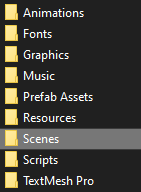 Animations
Fonts
Graphics
Music
Prefab Assets
Resources
Scenes
Scripts
TextMesh Pro